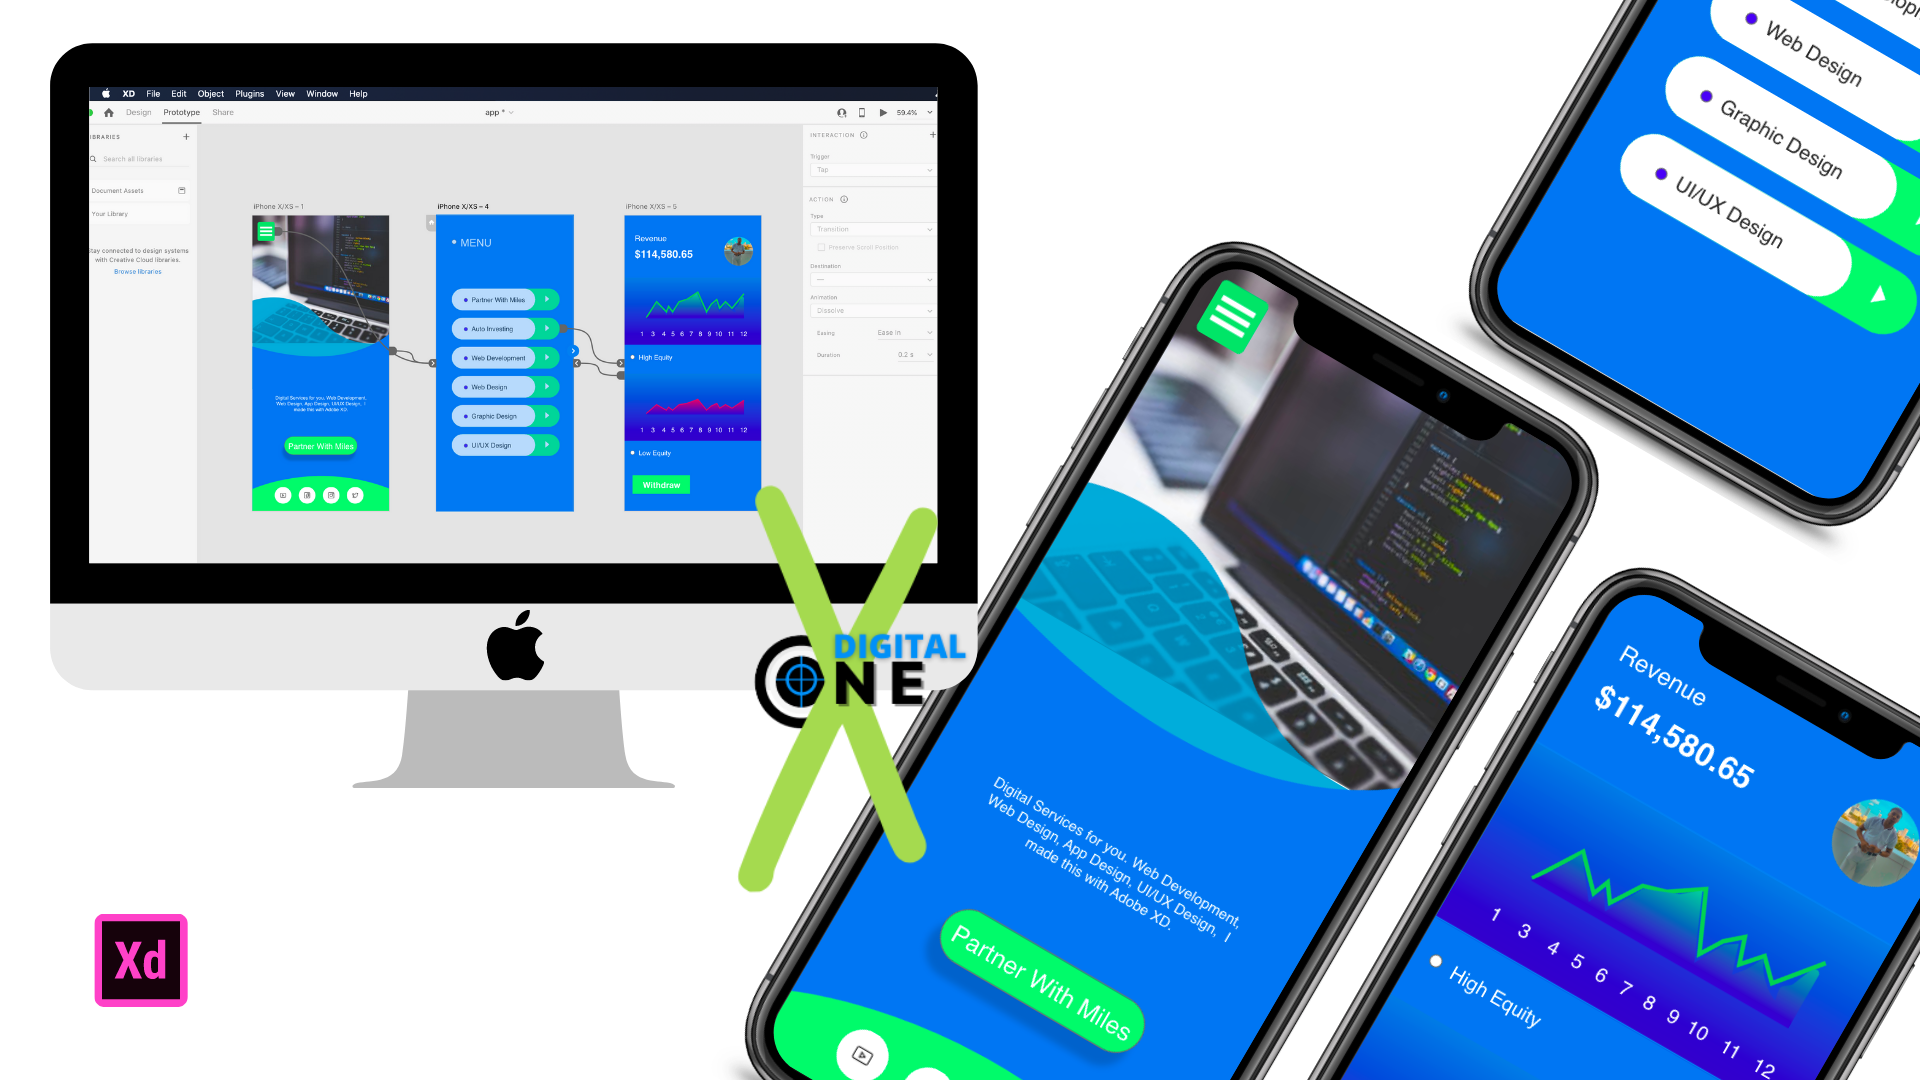 XD File Edit Object Plugins View Window Help
Design Prototype Share
app *
59.4%
IBRARIES
Search all libraries
Document Assets
Your Library
tay connected to design systems
with Creative Cloud libraries.
Browse libraries
INTERACTION
Trigger
Tap
ACTION
Type
Transition
Preserve Scroll Position
Destination
Animation
Dissolve
Easing
Ease In
Duration
0.2 s
iPhone X/XS – 1
Digital Services for you. Web Development,
Web Design, App Design, UI/UX Design, I
made this with Adobe XD.
Partner With Miles
iPhone X/XS – 4
MENU
Partner With Miles
Auto Investing
Web Development
Web Design
Graphic Design
UI/UX Design
iPhone X/XS – 5
Revenue
$114,580.65
1 3 4 5 6 7 8 9 10 11 12
High Equity
1 3 4 5 6 7 8 9 10 11 12
Low Equity
Withdraw
DIGITAL
ONE
X
Xd
Web Design
Graphic Design
UI/UX Design
Digital Services for you. Web Development,
Web Design, App Design, UI/UX Design, I
made this with Adobe XD.
Partner With Miles
Revenue
$114,580.65
1 3 4 5 6 7 8 9 10 11 12
High Equity